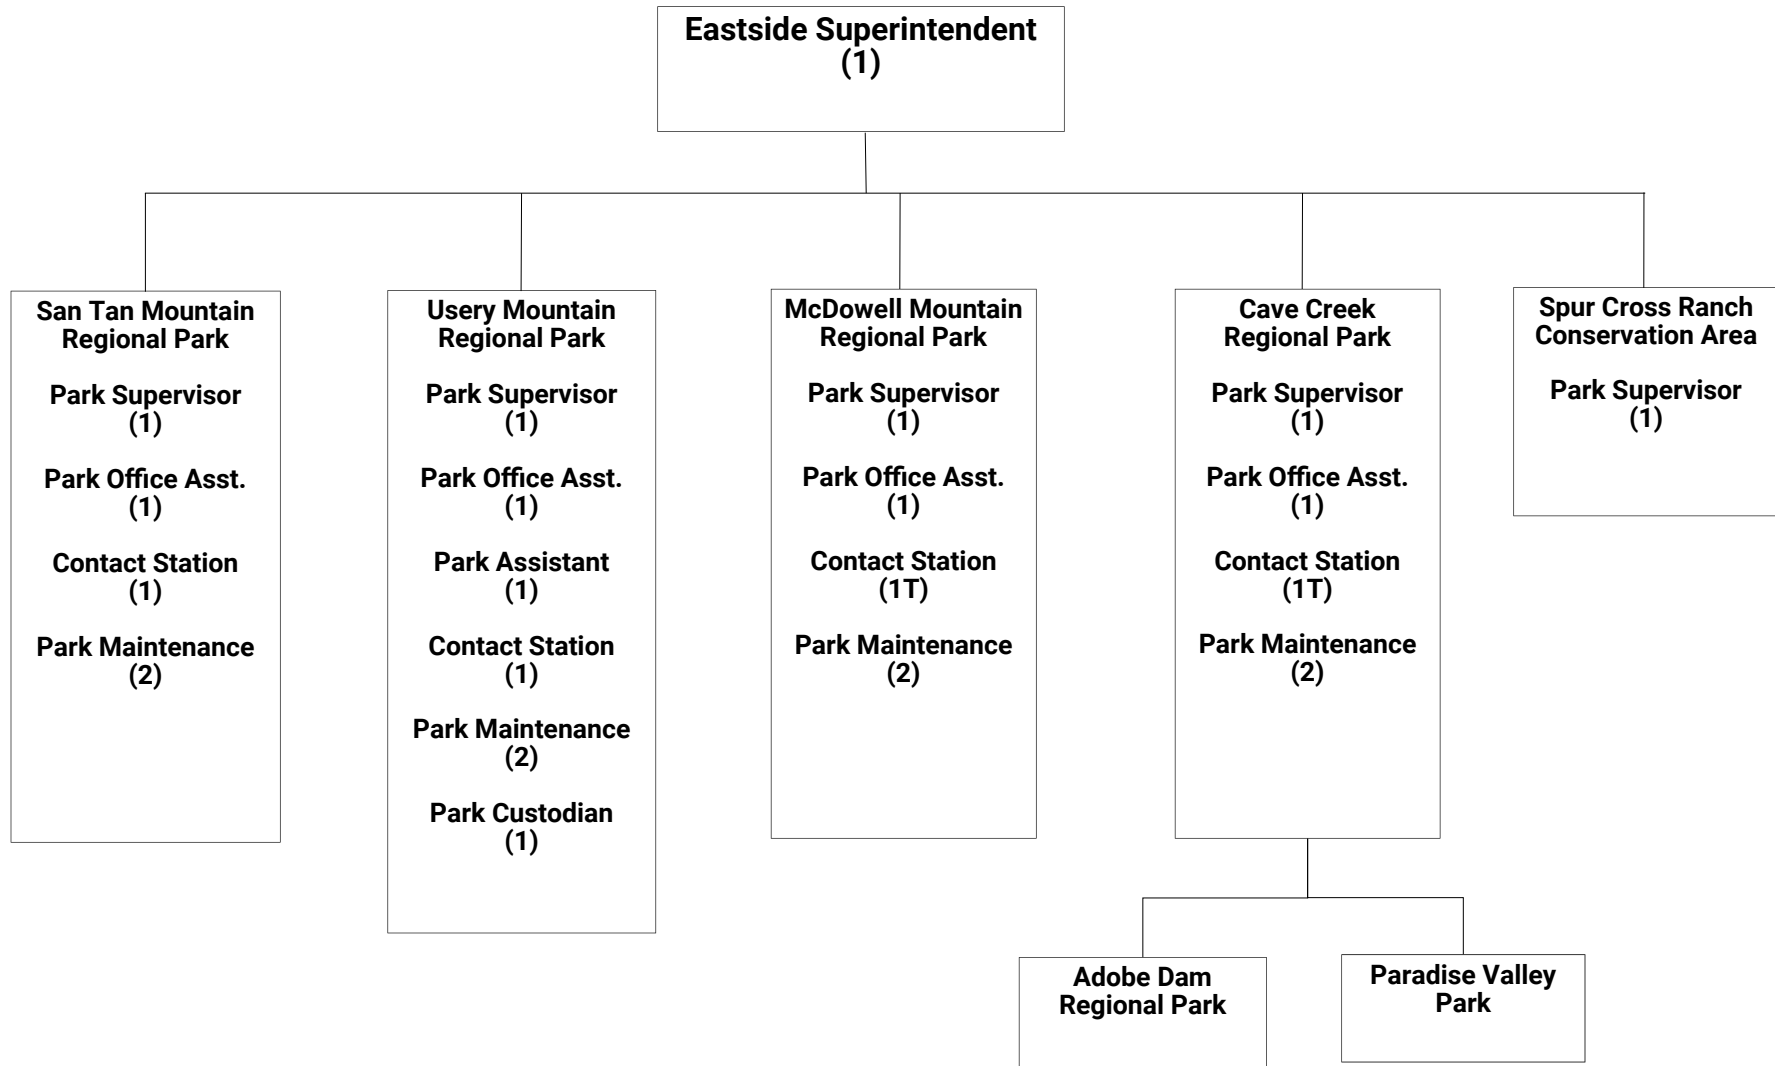 Eastside Superintendent
(1)
San Tan Mountain
Regional Park
Park Supervisor
(1)
Park Office Asst.
(1)
Contact Station
(1)
Park Maintenance
(2)
Usery Mountain
Regional Park
Park Supervisor
(1)
Park Office Asst.
(1)
Park Assistant
(1)
Contact Station
(1)
Park Maintenance
(2)
Park Custodian
(1)
McDowell Mountain
Regional Park
Park Supervisor
(1)
Park Office Asst.
(1)
Contact Station
(1T)
Park Maintenance
(2)
Cave Creek
Regional Park
Park Supervisor
(1)
Park Office Asst.
(1)
Contact Station
(1T)
Park Maintenance
(2)
Spur Cross Ranch
Conservation Area
Park Supervisor
(1)
Adobe Dam
Regional Park
Paradise Valley
Park